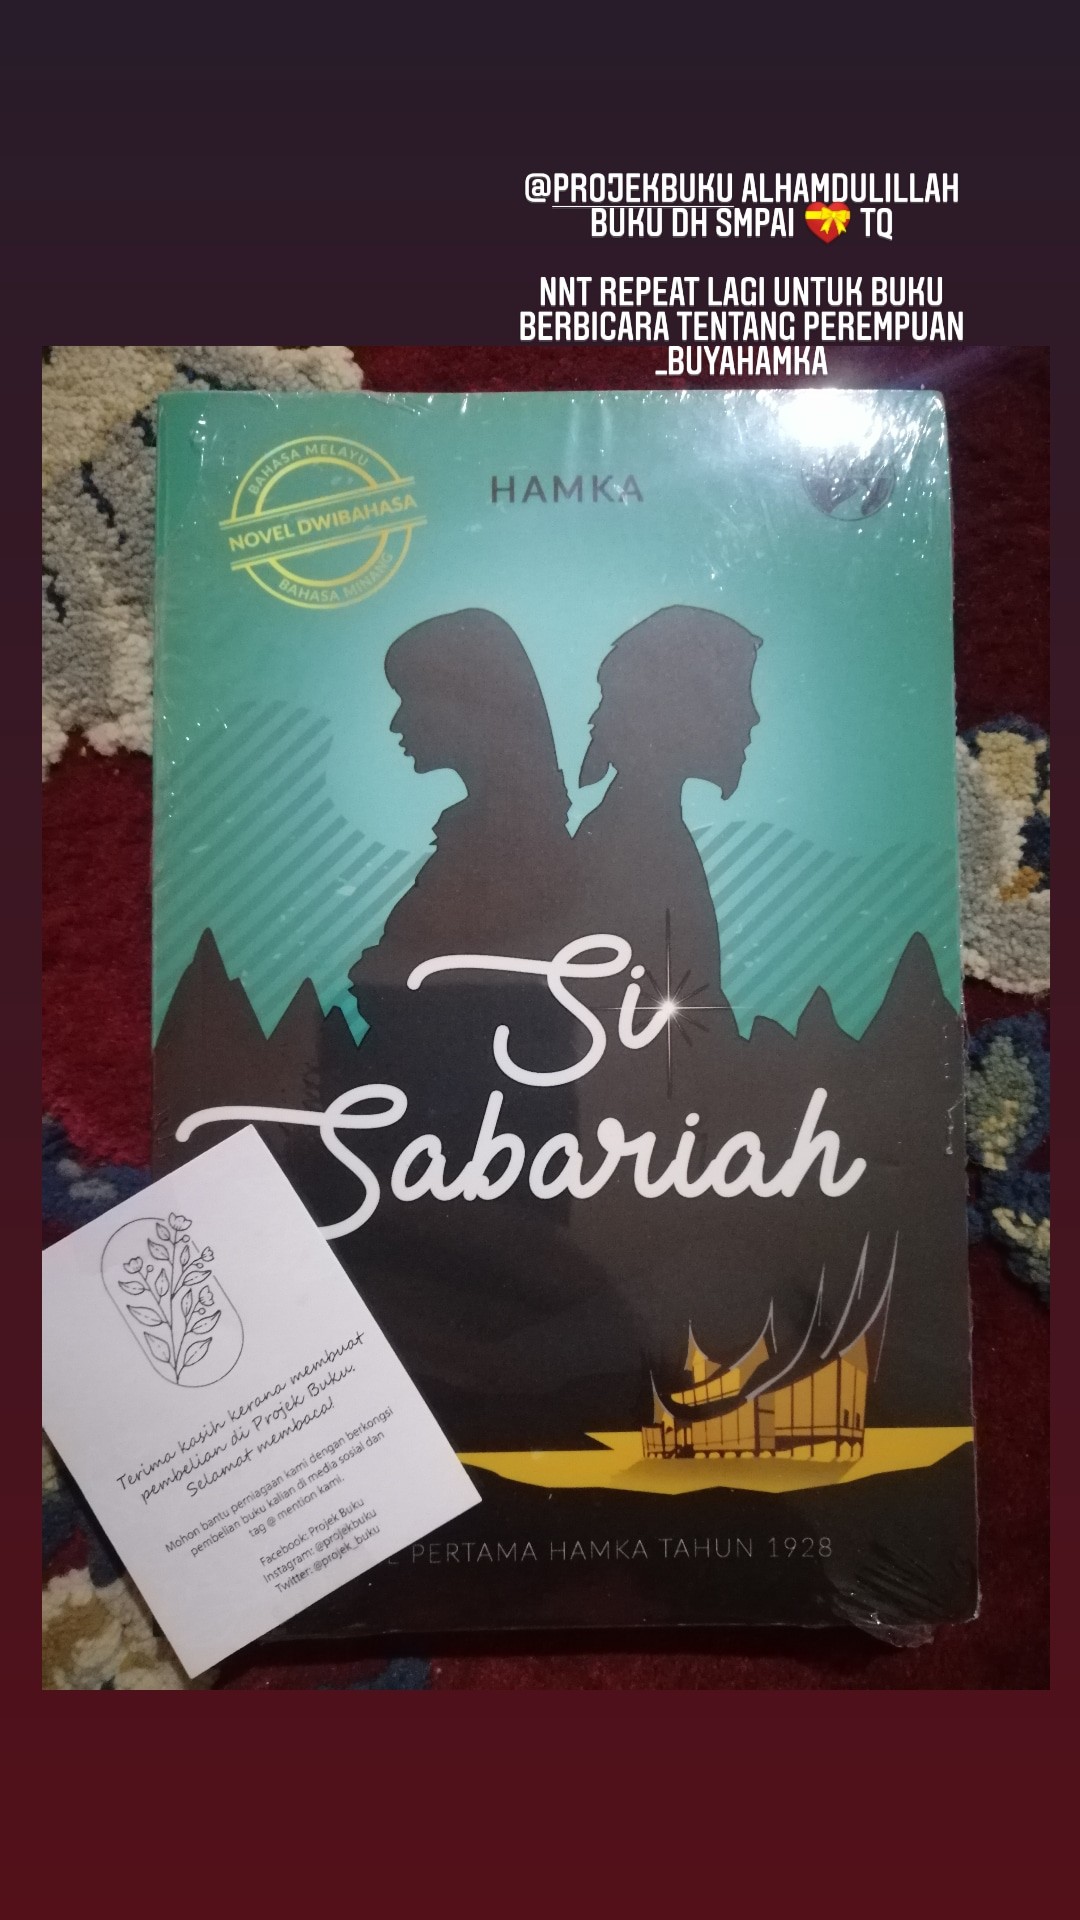 @PROJEKBUKU ALHAMDULILLAH
BUKU DH SMPAI 💝 TQ
NNT REPEAT LAGI UNTUK BUKU
BERBICARA TENTANG PEREMPUAN
_BUYAHAMKA
BAHASA MELAYU
NOVEL DWIBAHASA
BAHASA MINANG
HAMKA
Si
Sabariah
Terima kasih kerana membuat
pembelian di Projek Buku.
Selamat membaca!
Mohon bantu perniagaan kami dengan berkongsi
pembelian buku kalian di media sosial dan
tag @ mention kami.
Facebook: Projek Buku
Instagram: @projekbuku
Twitter: @projek_buku
PERTAMA HAMKA TAHUN 1928